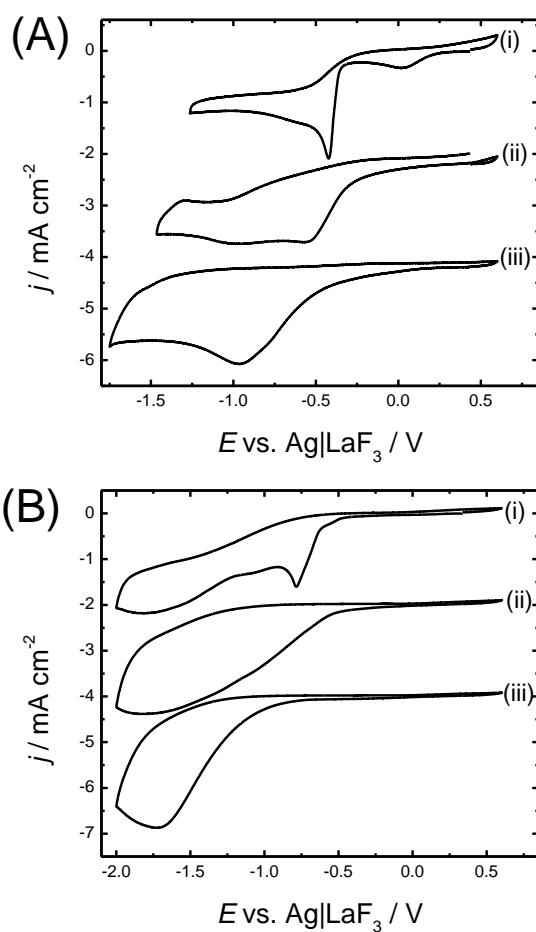 (A)
0
-1
-2
-3
-4
-5
-6
(i)
(ii)
(iii)
j / mA cm⁻²
-1.5 -1.0 -0.5 0.0 0.5
E vs. Ag|LaF₃ / V
(B)
0
-1
-2
-3
-4
-5
-6
-7
(i)
(ii)
(iii)
j / mA cm⁻²
-2.0 -1.5 -1.0 -0.5 0.0 0.5
E vs. Ag|LaF₃ / V